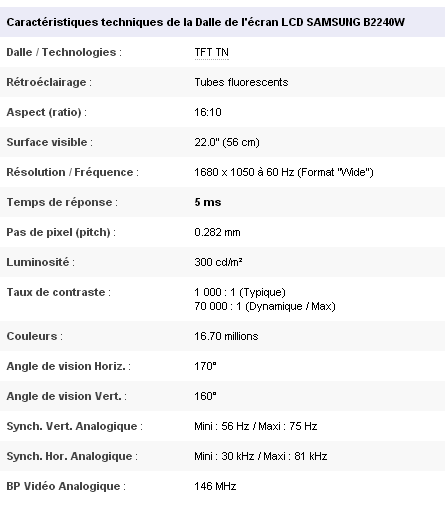 Caractéristiques techniques de la Dalle de l'écran LCD SAMSUNG B2240W
Dalle / Technologies : TFT TN
Rétroéclairage : Tubes fluorescents
Aspect (ratio) : 16:10
Surface visible : 22.0" (56 cm)
Résolution / Fréquence : 1680 x 1050 à 60 Hz (Format "Wide")
Temps de réponse : 5 ms
Pas de pixel (pitch) : 0.282 mm
Luminosité : 300 cd/m²
Taux de contraste : 1 000 : 1 (Typique)
70 000 : 1 (Dynamique / Max)
Couleurs : 16.70 millions
Angle de vision Horiz. : 170°
Angle de vision Vert. : 160°
Synch. Vert. Analogique : Mini : 56 Hz / Maxi : 75 Hz
Synch. Hor. Analogique : Mini : 30 kHz / Maxi : 81 kHz
BP Vidéo Analogique : 146 MHz